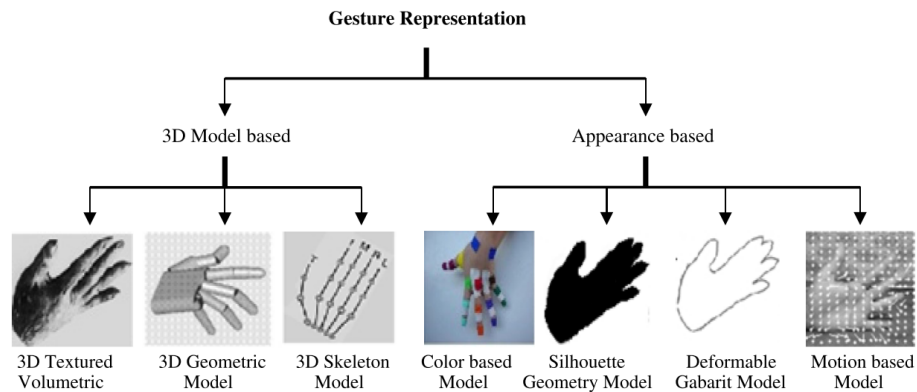 Gesture Representation
3D Model based
Appearance based
3D Textured
Volumetric
3D Geometric
Model
3D Skeleton
Model
Color based
Model
Silhouette
Geometry Model
Deformable
Gabarit Model
Motion based
Model
T
I
M
R
L